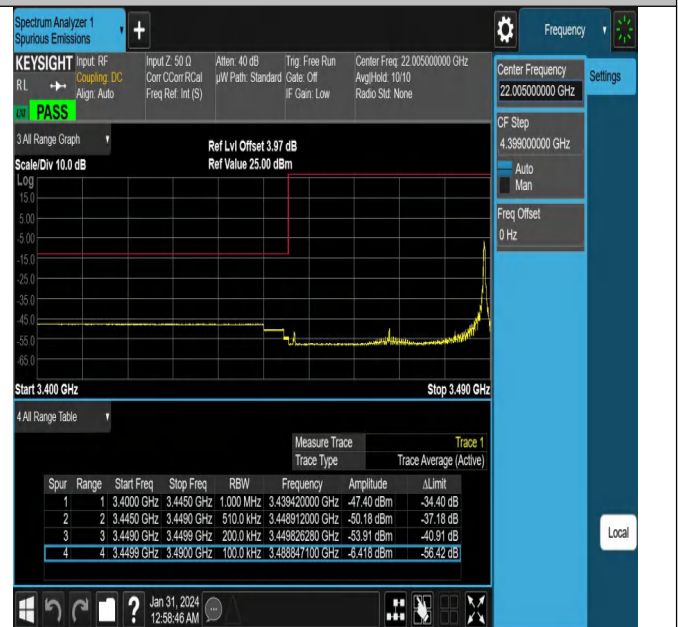 Spectrum Analyzer 1
Spurious Emissions
+
Frequency
KEYSIGHT Input: RF Input Z: 50 Ω Atten: 40 dB Trig: Free Run Center Freq: 22.005000000 GHz
RL Coupling: DC Corr CCorr RCal µW Path: Standard Gate: Off Avg|Hold: 10/10
Align: Auto Freq Ref: Int (S) IF Gain: Low Radio Std: None
LXI PASS
Center Frequency
22.005000000 GHz
Settings
CF Step
4.399000000 GHz
Auto
Man
Freq Offset
0 Hz
3 All Range Graph
Ref Lvl Offset 3.97 dB
Scale/Div 10.0 dB Ref Value 25.00 dBm
Log
15.0
5.00
-5.00
-15.0
-25.0
-35.0
-45.0
-55.0
-65.0
Start 3.400 GHz Stop 3.490 GHz
4 All Range Table
Measure Trace Trace 1
Trace Type Trace Average (Active)
Spur Range Start Freq Stop Freq RBW Frequency Amplitude ΔLimit
1 1 3.4000 GHz 3.4450 GHz 1.000 MHz 3.439420000 GHz -47.40 dBm -34.40 dB
2 2 3.4450 GHz 3.4490 GHz 510.0 kHz 3.448912000 GHz -50.18 dBm -37.18 dB
3 3 3.4490 GHz 3.4499 GHz 200.0 kHz 3.449826280 GHz -53.91 dBm -40.91 dB
4 4 3.4499 GHz 3.4900 GHz 100.0 kHz 3.488847100 GHz -6.418 dBm -56.42 dB
Local
? Jan 31, 2024
12:58:46 AM